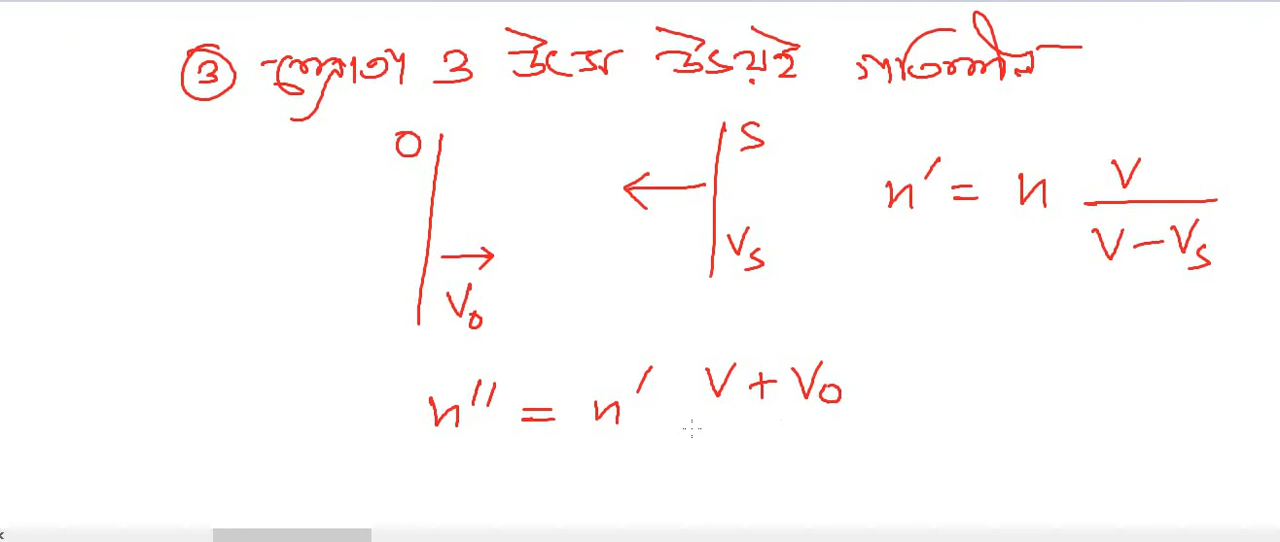 ③ শ্রোতা ও উৎস উভয়ই গতিশীল
O S
n′ = n V / (V − Vs)
Vs
Vo
n″ = n′ V + Vo